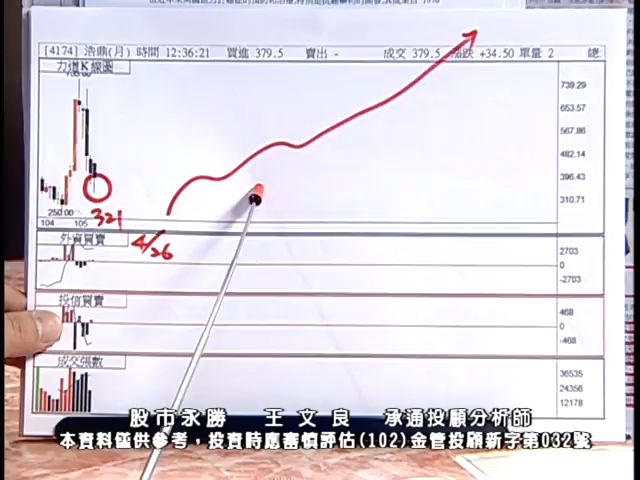 [4174] 浩鼎(月) 時間 12:36:21 買進 379.5 賣出 - 成交 379.5 漲跌 +34.50 單量 2 總
力道K線圖
739.29
653.57
567.86
482.14
396.43
310.71
250.00
104 105
321
4/26
外資買賣
2703
0
-2703
投信買賣
468
0
-468
成交張數
36535
24356
12178
股市永勝 王文良 承通投顧分析師
本資料僅供參考，投資時應審慎評估(102)金管投顧新字第032號